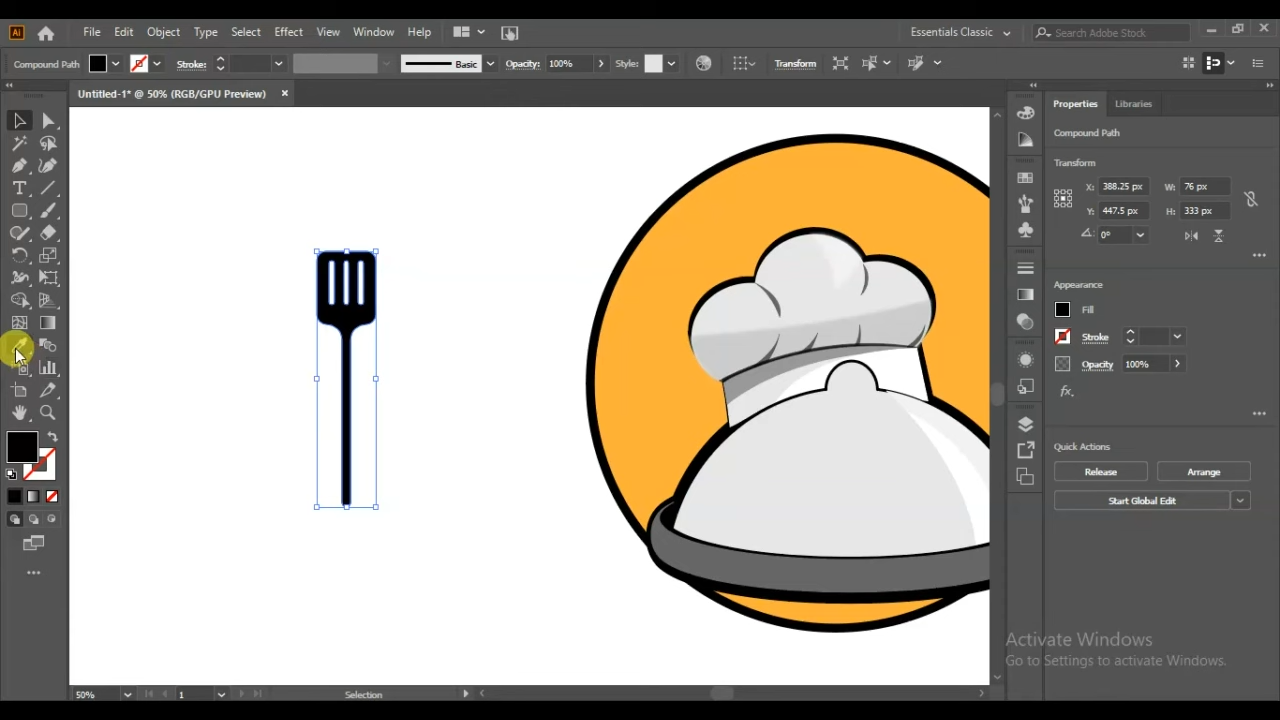 Ai File Edit Object Type Select Effect View Window Help Essentials Classic Search Adobe Stock
Compound Path Stroke: Basic Opacity: 100% Style: Transform
Untitled-1* @ 50% (RGB/GPU Preview) ×
Properties Libraries
Compound Path
Transform
X: 388.25 px W: 76 px
Y: 447.5 px H: 333 px
0°
Appearance
Fill
Stroke
Opacity 100%
fx.
Quick Actions
Release Arrange
Start Global Edit
Activate Windows
Go to Settings to activate Windows.
50% 1 Selection